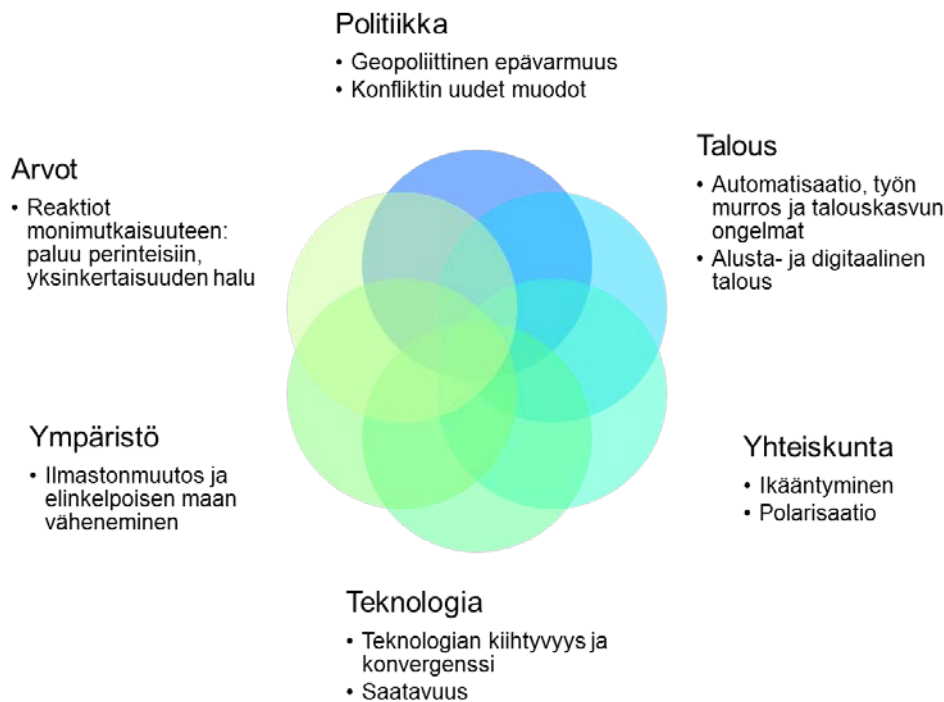 Politiikka
• Geopoliittinen epävarmuus
• Konfliktin uudet muodot
Talous
• Automatisaatio, työn
murros ja talouskasvun
ongelmat
• Alusta- ja digitaalinen
talous
Yhteiskunta
• Ikääntyminen
• Polarisaatio
Teknologia
• Teknologian kiihtyvyys ja
konvergenssi
• Saatavuus
Ympäristö
• Ilmastonmuutos ja
elinkelpoisen maan
väheneminen
Arvot
• Reaktiot
monimutkaisuuteen:
paluu perinteisiin,
yksinkertaisuuden halu